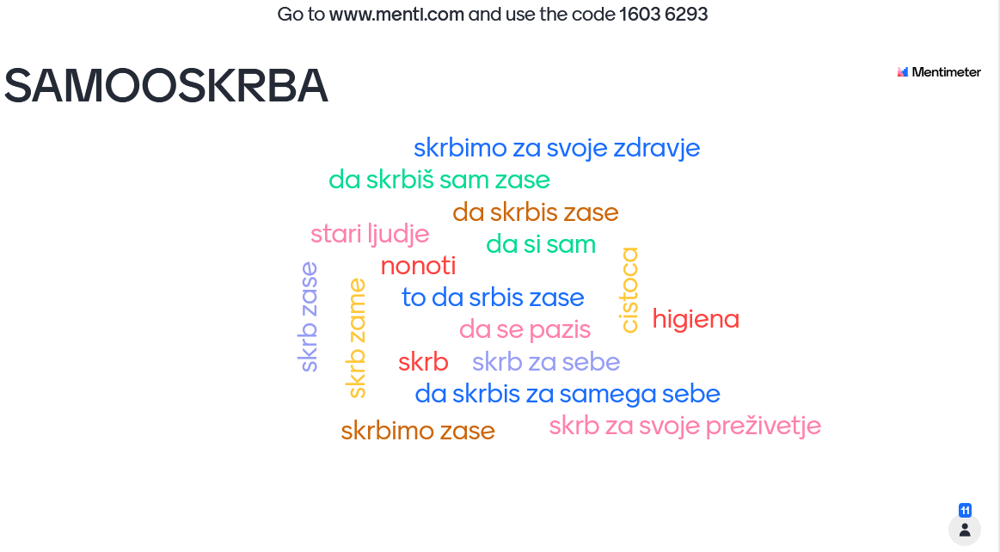 Go to www.menti.com and use the code 1603 6293
SAMOOSKRBA
Mentimeter
skrbimo za svoje zdravje
da skrbiš sam zase
da skrbis zase
stari ljudje
da si sam
nonoti
cistoca
skrb zase
skrb zame
to da srbis zase
higiena
da se pazis
skrb
skrb za sebe
da skrbis za samega sebe
skrbimo zase
skrb za svoje preživetje
11